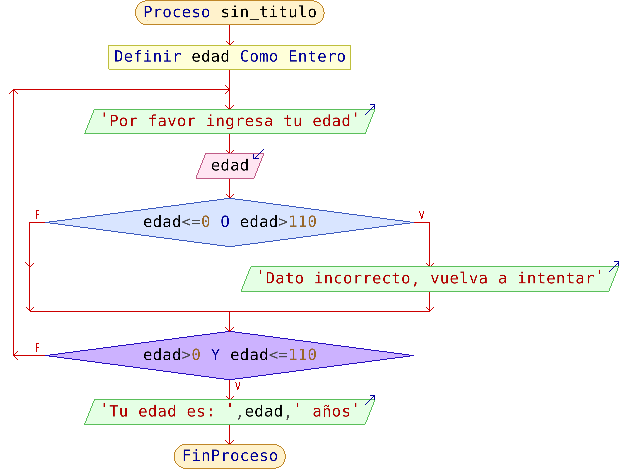 Proceso sin_titulo
Definir edad Como Entero
'Por favor ingresa tu edad'
edad
F
edad<=0 O edad>110
V
'Dato incorrecto, vuelva a intentar'
F
edad>0 Y edad<=110
V
'Tu edad es: ',edad,' años'
FinProceso